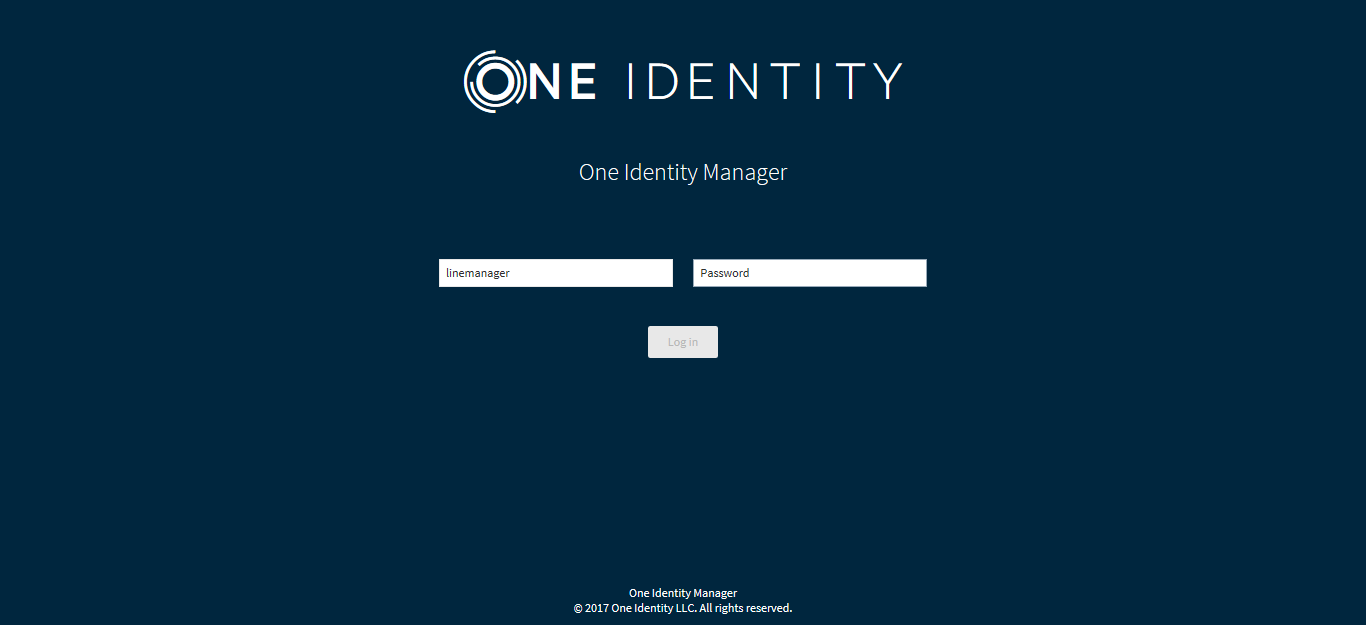 ONE IDENTITY
One Identity Manager
linemanager
Password
Log in
One Identity Manager
© 2017 One Identity LLC. All rights reserved.